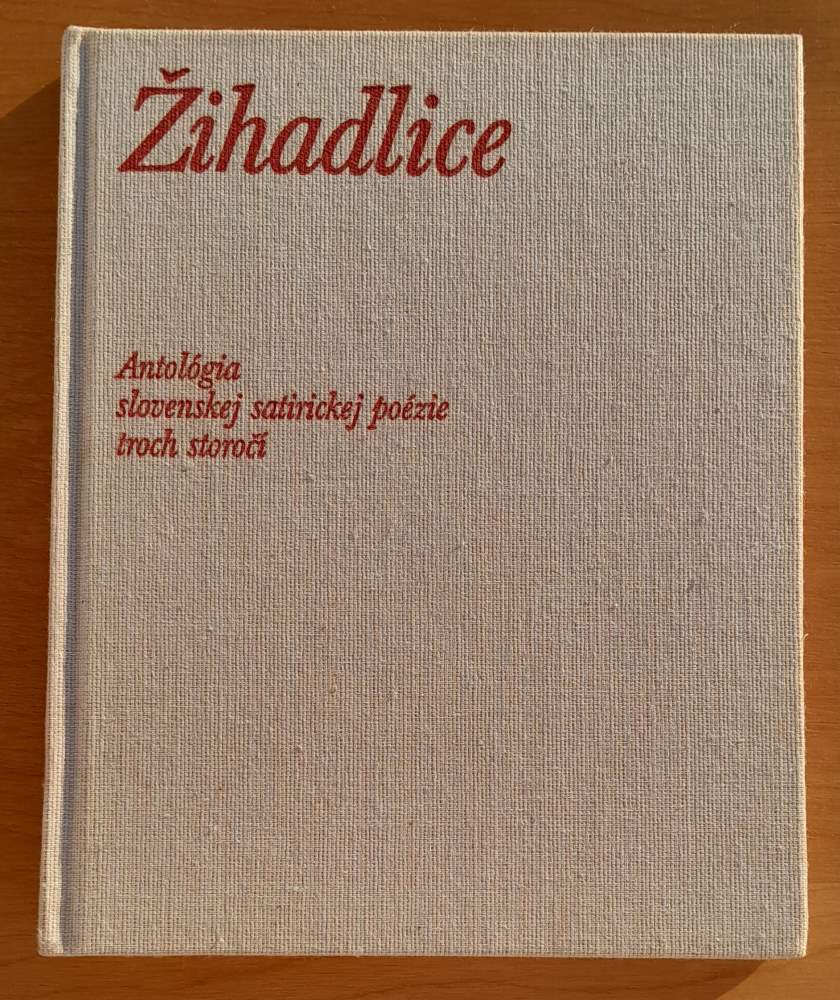 Žihadlice
Antológia
slovenskej satirickej poézie
troch storočí